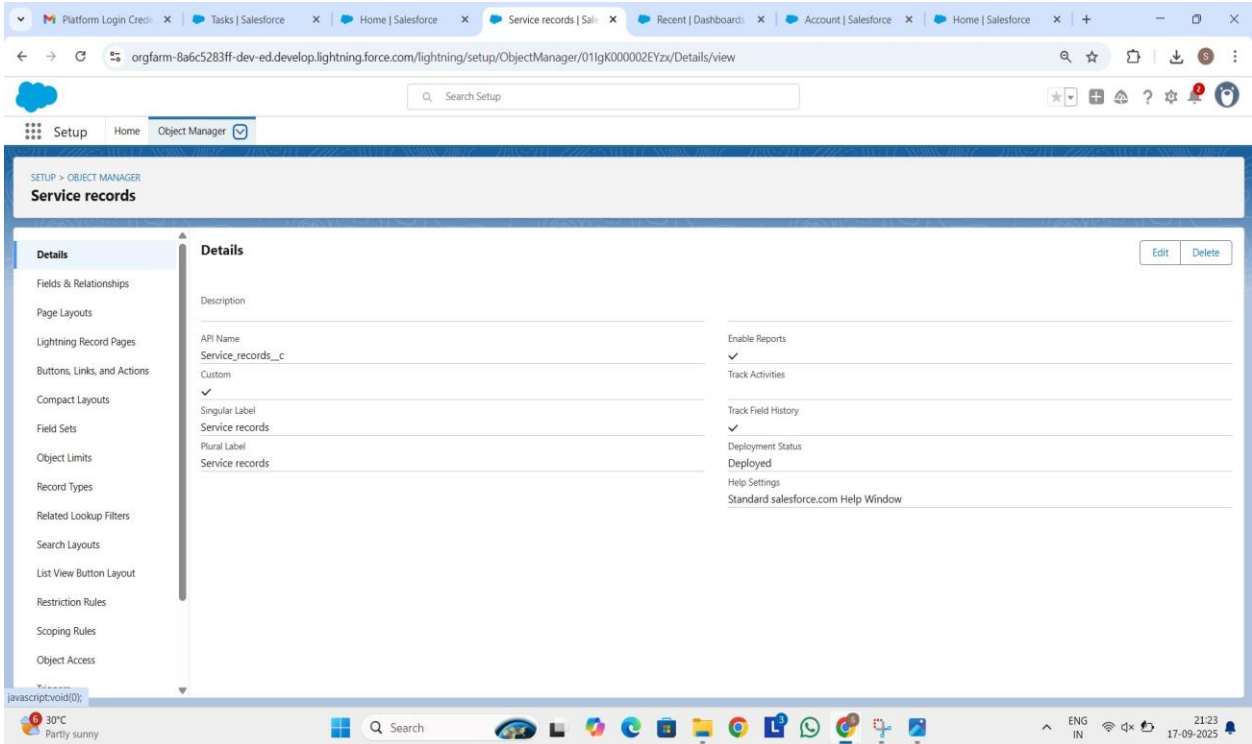 Platform Login Crede
Tasks | Salesforce
Home | Salesforce
Service records | Sale
Recent | Dashboards
Account | Salesforce
Home | Salesforce
orgfarm-8a6c5283ff-dev-ed.develop.lightning.force.com/lightning/setup/ObjectManager/01IgK000002EYzx/Details/view
S
Search Setup
2
Setup
Home
Object Manager
SETUP > OBJECT MANAGER
Service records
Details
Fields & Relationships
Page Layouts
Lightning Record Pages
Buttons, Links, and Actions
Compact Layouts
Field Sets
Object Limits
Record Types
Related Lookup Filters
Search Layouts
List View Button Layout
Restriction Rules
Scoping Rules
Object Access
Details
Edit
Delete
Description
API Name
Service_records__c
Custom
Singular Label
Service records
Plural Label
Service records
Enable Reports
Track Activities
Track Field History
Deployment Status
Deployed
Help Settings
Standard salesforce.com Help Window
javascript:void(0);
6
30°C
Partly sunny
Search
L
3
ENG
IN
21:23
17-09-2025